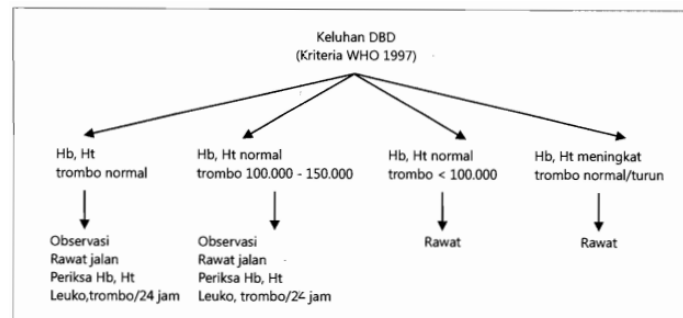 Keluhan DBD
(Kriteria WHO 1997)
Hb, Ht
trombo normal
Hb, Ht normal
trombo 100.000 - 150.000
Hb, Ht normal
trombo < 100.000
Hb, Ht meningkat
trombo normal/turun
Observasi
Rawat jalan
Periksa Hb, Ht
Leuko,trombo/24 jam
Observasi
Rawat jalan
Periksa Hb, Ht
Leuko, trombo/24 jam
Rawat
Rawat